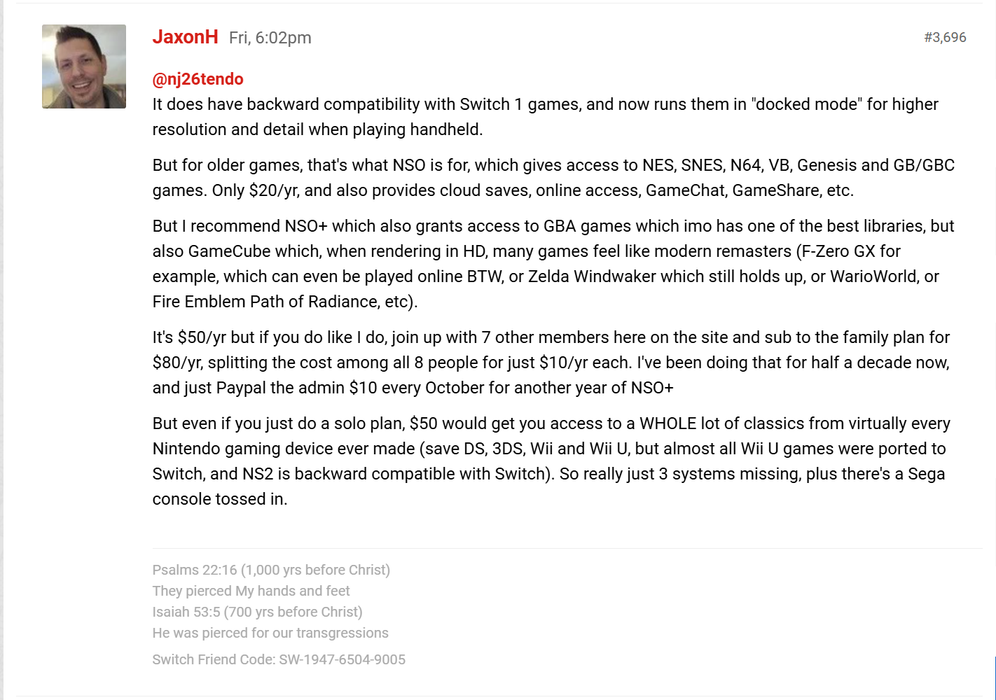 JaxonH Fri, 6:02pm #3,696
@nj26tendo
It does have backward compatibility with Switch 1 games, and now runs them in "docked mode" for higher
resolution and detail when playing handheld.
But for older games, that's what NSO is for, which gives access to NES, SNES, N64, VB, Genesis and GB/GBC
games. Only $20/yr, and also provides cloud saves, online access, GameChat, GameShare, etc.
But I recommend NSO+ which also grants access to GBA games which imo has one of the best libraries, but
also GameCube which, when rendering in HD, many games feel like modern remasters (F-Zero GX for
example, which can even be played online BTW, or Zelda Windwaker which still holds up, or WarioWorld, or
Fire Emblem Path of Radiance, etc).
It's $50/yr but if you do like I do, join up with 7 other members here on the site and sub to the family plan for
$80/yr, splitting the cost among all 8 people for just $10/yr each. I've been doing that for half a decade now,
and just Paypal the admin $10 every October for another year of NSO+
But even if you just do a solo plan, $50 would get you access to a WHOLE lot of classics from virtually every
Nintendo gaming device ever made (save DS, 3DS, Wii and Wii U, but almost all Wii U games were ported to
Switch, and NS2 is backward compatible with Switch). So really just 3 systems missing, plus there's a Sega
console tossed in.
Psalms 22:16 (1,000 yrs before Christ)
They pierced My hands and feet
Isaiah 53:5 (700 yrs before Christ)
He was pierced for our transgressions
Switch Friend Code: SW-1947-6504-9005